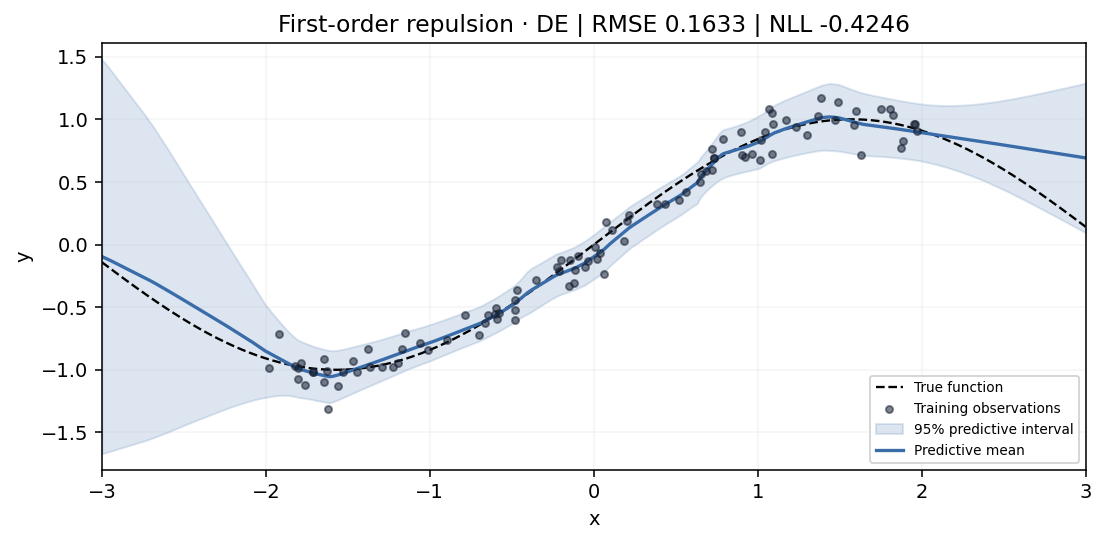 First-order repulsion · DE | RMSE 0.1633 | NLL -0.4246
1.5
1.0
0.5
0.0
−0.5
−1.0
−1.5
y
True function
Training observations
95% predictive interval
Predictive mean
−3
−2
−1
0
1
2
3
x